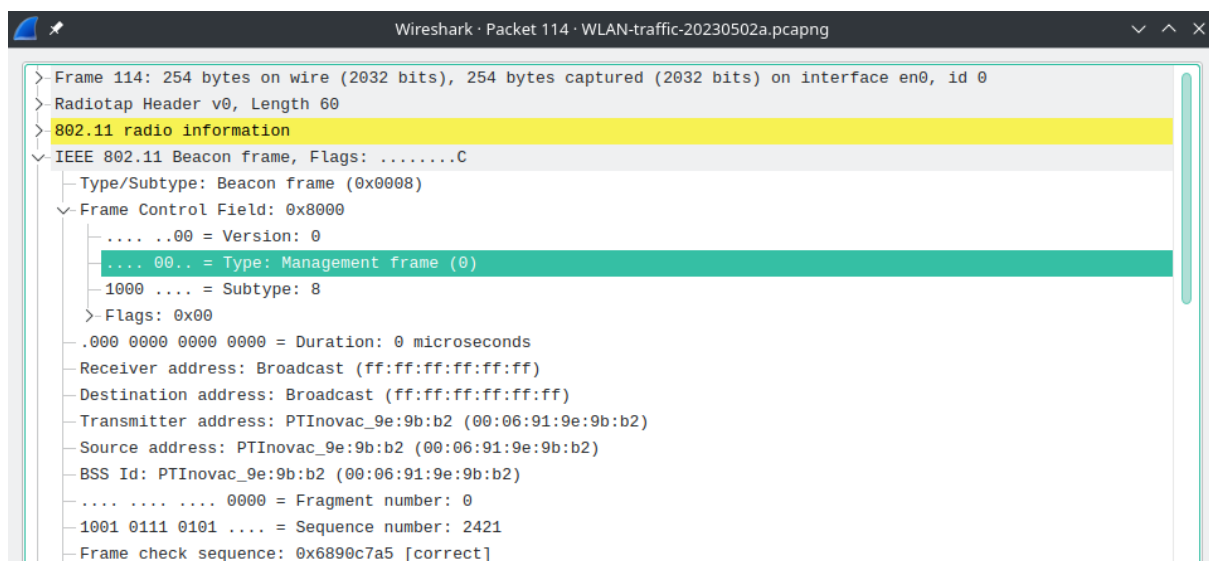 Wireshark · Packet 114 · WLAN-traffic-20230502a.pcapng
Frame 114: 254 bytes on wire (2032 bits), 254 bytes captured (2032 bits) on interface en0, id 0
Radiotap Header v0, Length 60
802.11 radio information
IEEE 802.11 Beacon frame, Flags: ........C
Type/Subtype: Beacon frame (0x0008)
Frame Control Field: 0x8000
.... ..00 = Version: 0
.... 00.. = Type: Management frame (0)
1000 .... = Subtype: 8
Flags: 0x00
.000 0000 0000 0000 = Duration: 0 microseconds
Receiver address: Broadcast (ff:ff:ff:ff:ff:ff)
Destination address: Broadcast (ff:ff:ff:ff:ff:ff)
Transmitter address: PTInovac_9e:9b:b2 (00:06:91:9e:9b:b2)
Source address: PTInovac_9e:9b:b2 (00:06:91:9e:9b:b2)
BSS Id: PTInovac_9e:9b:b2 (00:06:91:9e:9b:b2)
.... .... .... 0000 = Fragment number: 0
1001 0111 0101 .... = Sequence number: 2421
Frame check sequence: 0x6890c7a5 [correct]